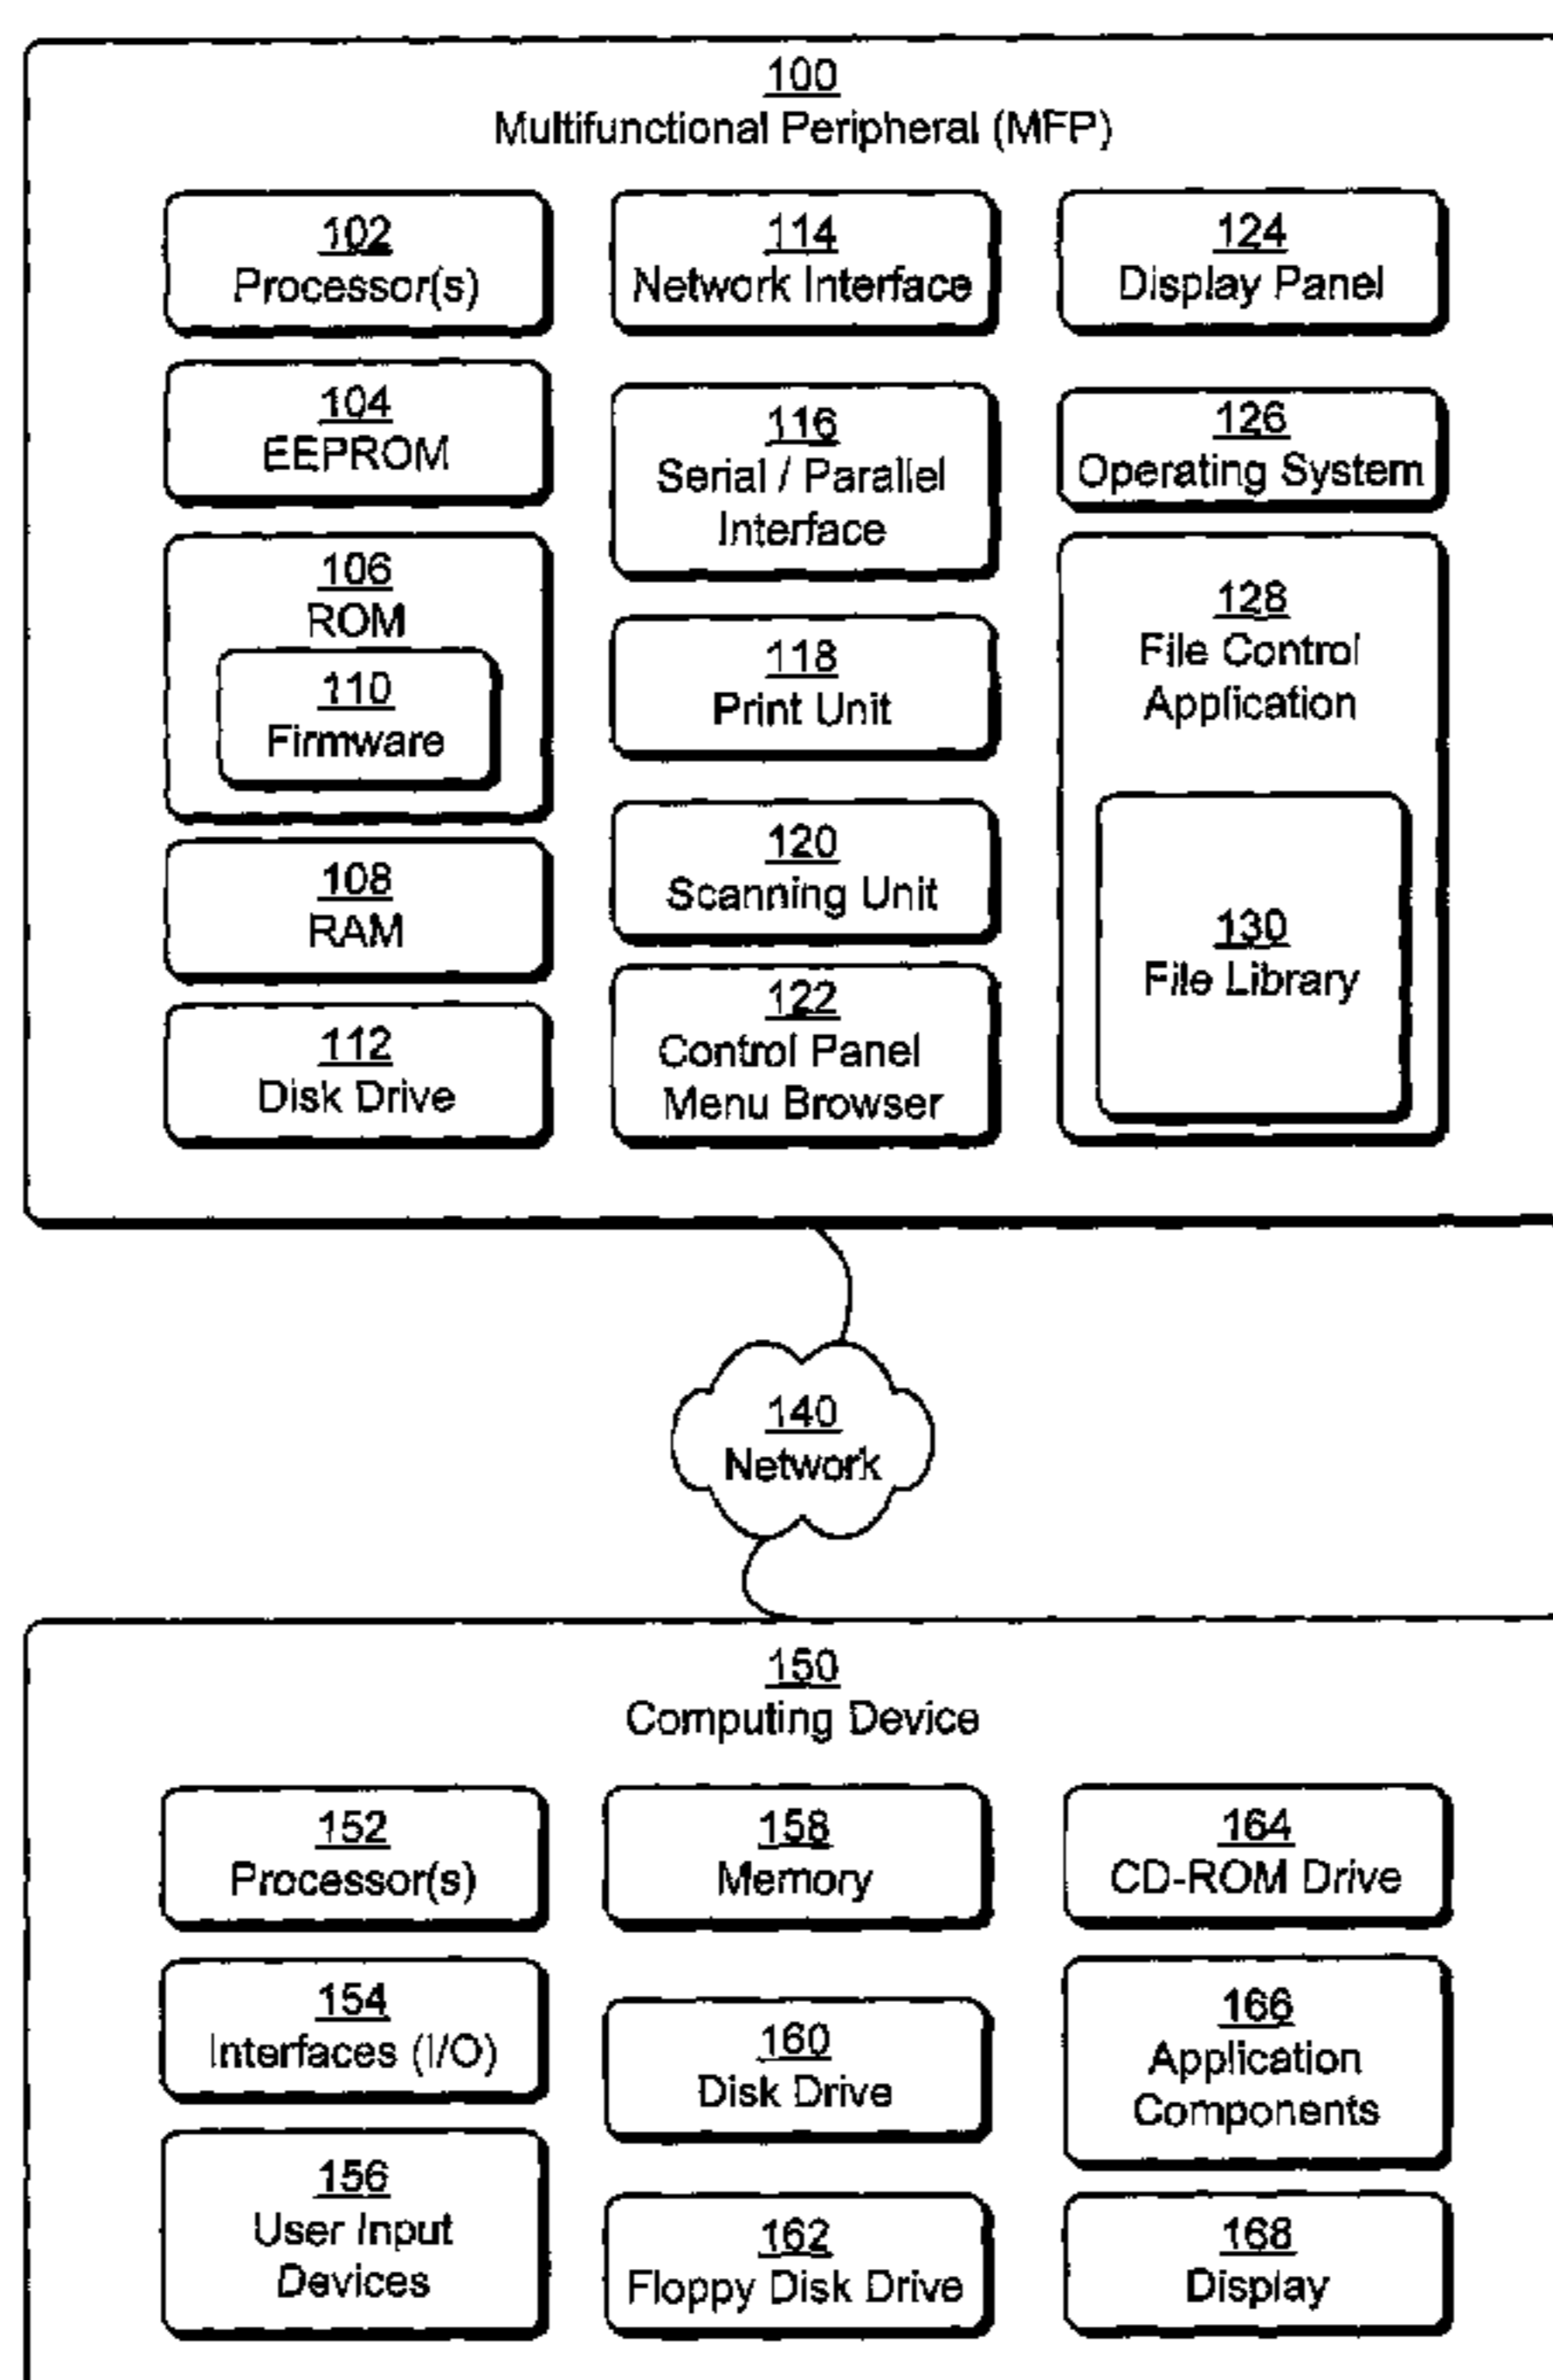 100
Multifunctional Peripheral (MFP)
102
Processor(s)
104
EEPROM
106
ROM
110
Firmware
108
RAM
112
Disk Drive
114
Network Interface
116
Serial / Parallel
Interface
118
Print Unit
120
Scanning Unit
122
Control Panel
Menu Browser
124
Display Panel
126
Operating System
128
File Control
Application
130
File Library
140
Network
150
Computing Device
152
Processor(s)
154
Interfaces (I/O)
156
User Input
Devices
158
Memory
160
Disk Drive
162
Floppy Disk Drive
164
CD-ROM Drive
166
Application
Components
168
Display